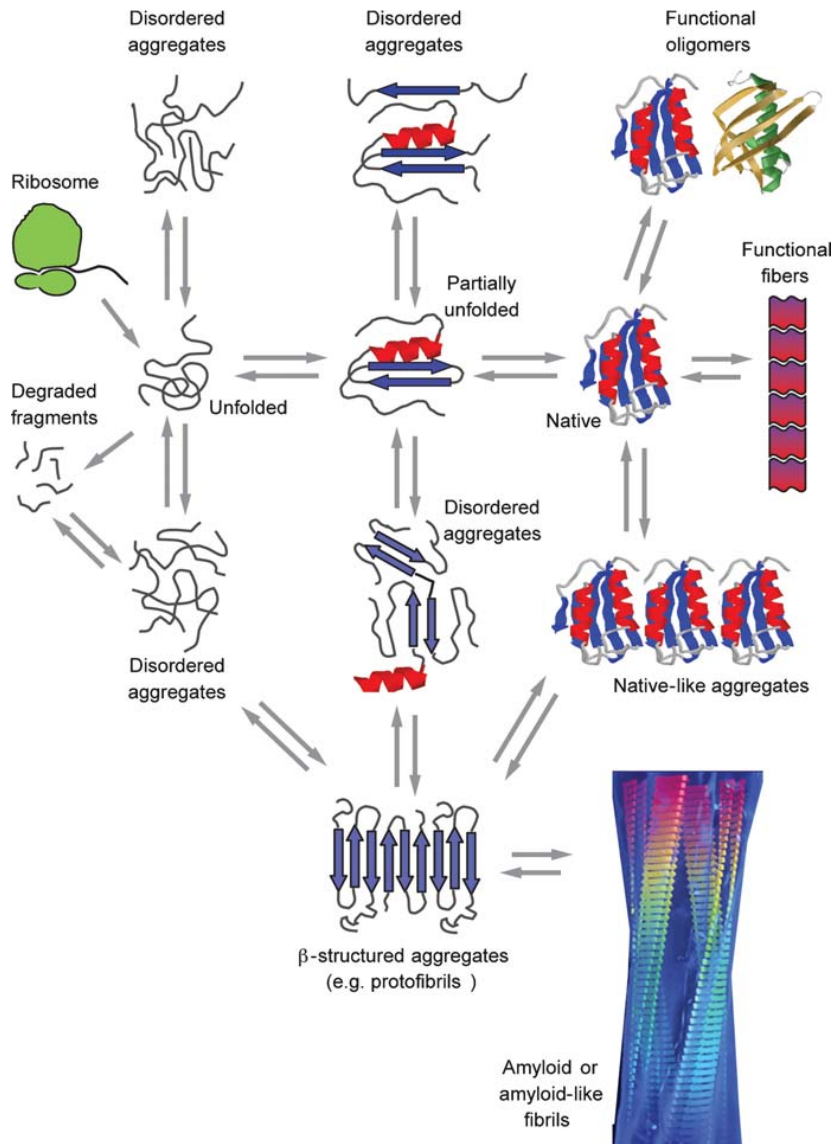 Disordered
aggregates
Disordered
aggregates
Functional
oligomers
Ribosome
Functional
fibers
Partially
unfolded
Degraded
fragments
Unfolded
Native
Disordered
aggregates
Disordered
aggregates
Native-like aggregates
β-structured aggregates
(e.g. protofibrils )
Amyloid or
amyloid-like
fibrils